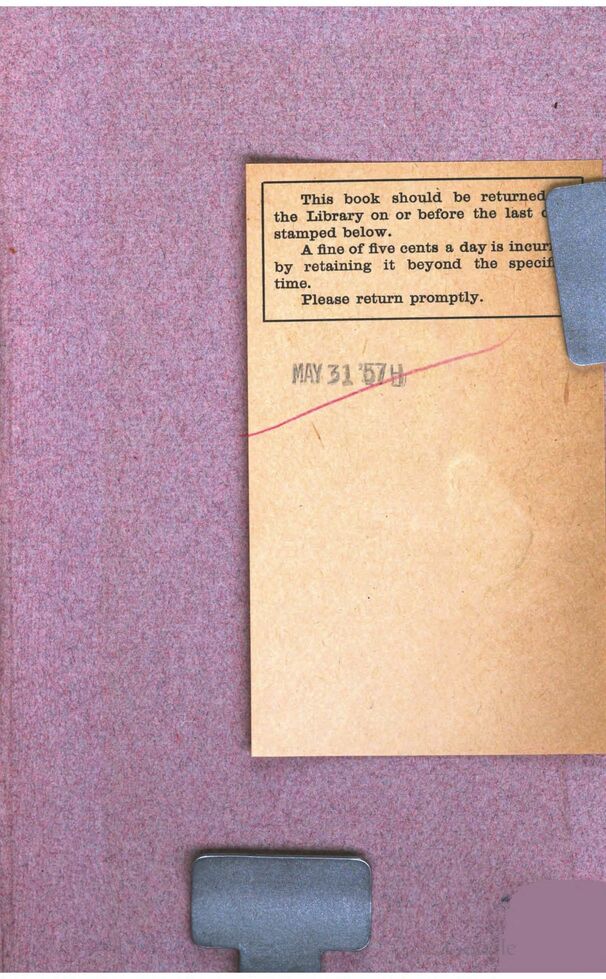 This book should be returned
the Library on or before the last
stamped below.
A fine of five cents a day is incur
by retaining it beyond the specif
time.
Please return promptly.
MAY 31 '57 H